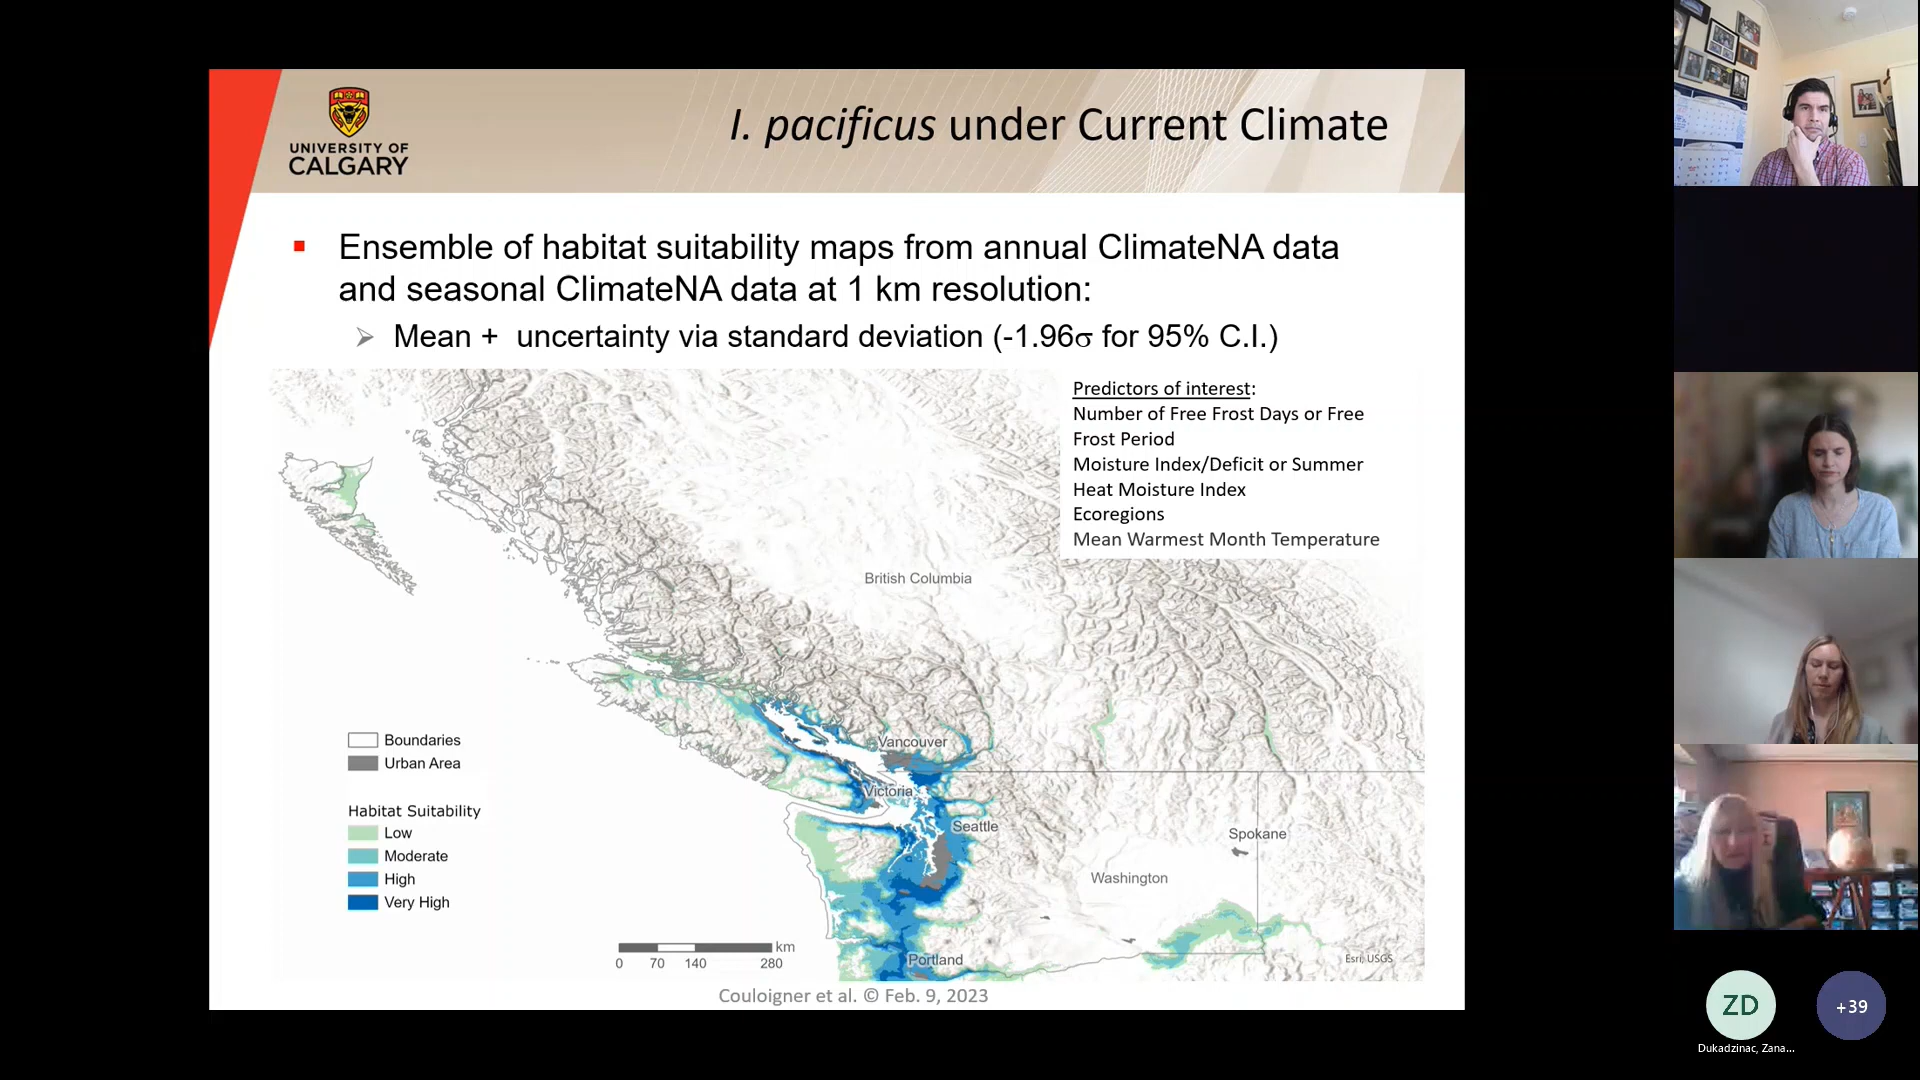 UNIVERSITY OF
CALGARY
I. pacificus under Current Climate
Ensemble of habitat suitability maps from annual ClimateNA data
and seasonal ClimateNA data at 1 km resolution:
Mean + uncertainty via standard deviation (-1.96σ for 95% C.I.)
Predictors of interest:
Number of Free Frost Days or Free
Frost Period
Moisture Index/Deficit or Summer
Heat Moisture Index
Ecoregions
Mean Warmest Month Temperature
British Columbia
Vancouver
Victoria
Seattle
Spokane
Washington
Portland
Boundaries
Urban Area
Habitat Suitability
Low
Moderate
High
Very High
km
0 70 140 280
Esri, USGS
Couloigner et al. © Feb. 9, 2023
ZD
+39
Dukadzinac, Zana...